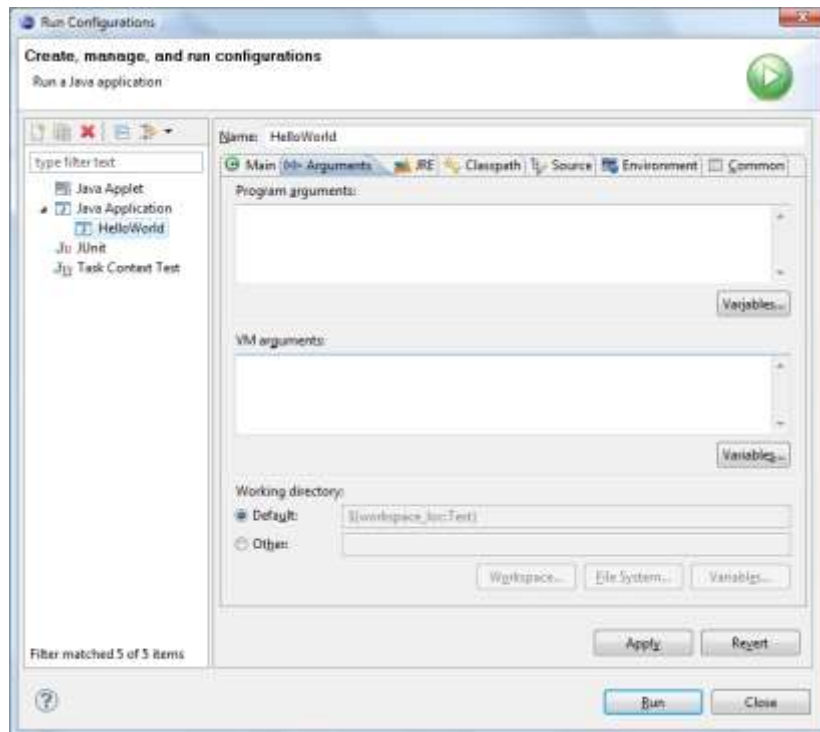 Run Configurations
Create, manage, and run configurations
Run a Java application
Name: HelloWorld
type filter text
Java Applet
Java Application
HelloWorld
JUnit
Task Context Test
Filter matched 5 of 5 items
Main Arguments JRE Classpath Source Environment Common
Program arguments:
Variables...
VM arguments:
Variables...
Working directory:
Default: ${workspace_loc:Test}
Other:
Workspace... File System... Variables...
Apply Revert
Run Close